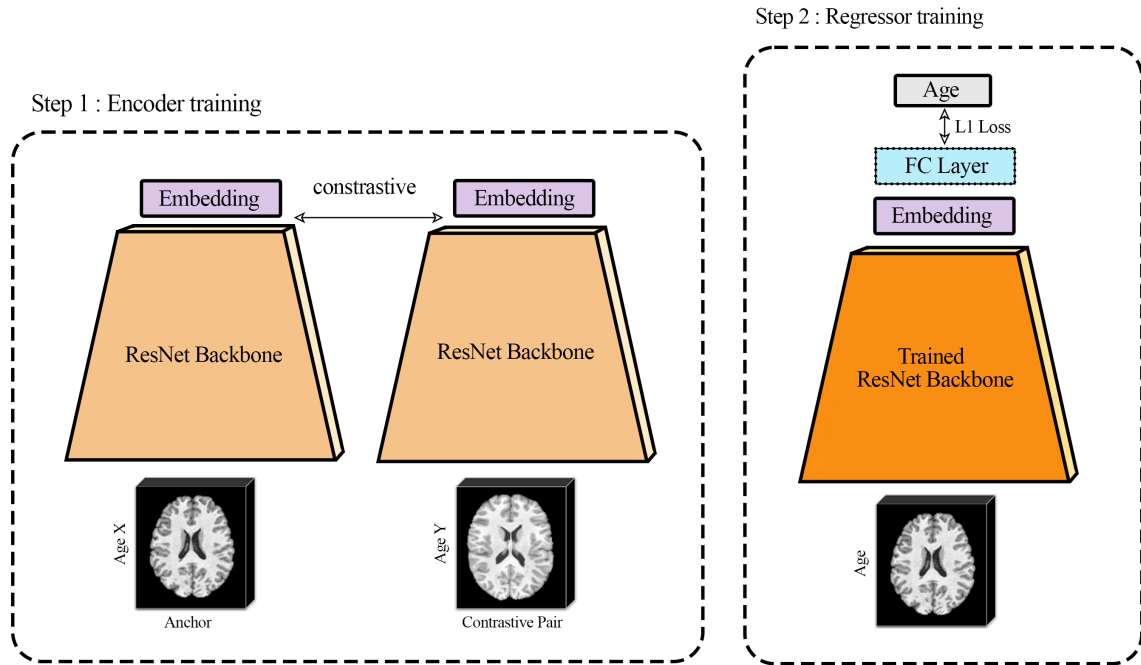 Step 1 : Encoder training
Embedding
constrastive
Embedding
ResNet Backbone
ResNet Backbone
Age X
Age Y
Anchor
Contrastive Pair
Step 2 : Regressor training
Age
L1 Loss
FC Layer
Embedding
Trained
ResNet Backbone
Age